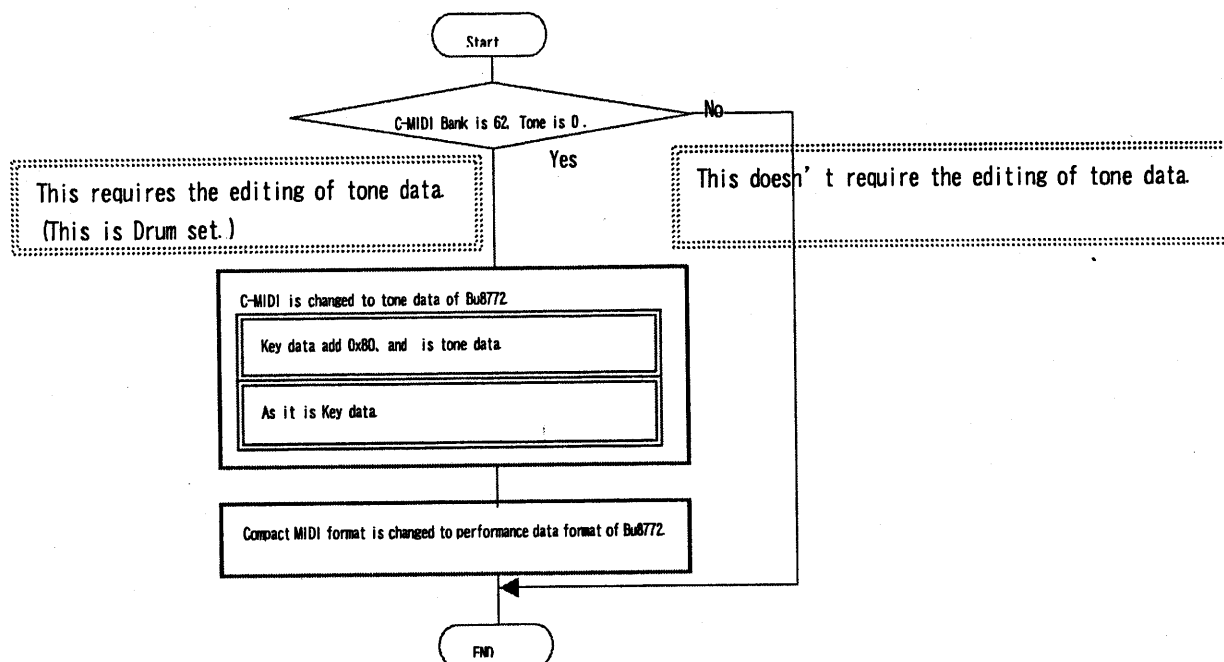 Start
C-MIDI Bank is 62. Tone is 0.
No
Yes
This requires the editing of tone data.
(This is Drum set.)
This doesn't require the editing of tone data.
C-MIDI is changed to tone data of Bu8772.
Key data add 0x80, and is tone data
As it is Key data
Compact MIDI format is changed to performance data format of Bu8772.
END